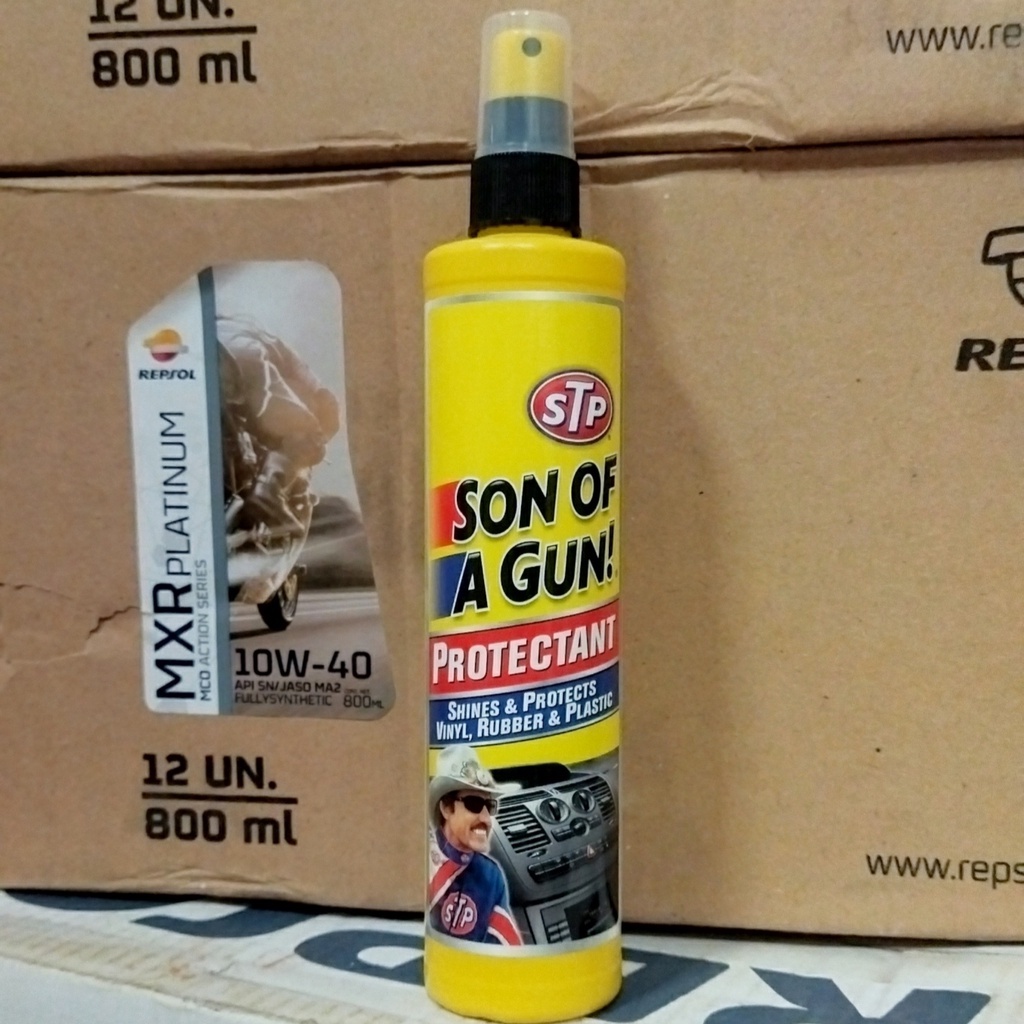 12 UN.
800 ml
www.re
REPSOL
MXR PLATINUM
MCO ACTION SERIES
10W-40
API SN/JASO MA2
FULLYSYNTHETIC
800ML
12 UN.
800 ml
RE
www.reps
STP
SON OF
A GUN!
PROTECTANT
SHINES & PROTECTS
VINYL, RUBBER & PLASTIC
STP